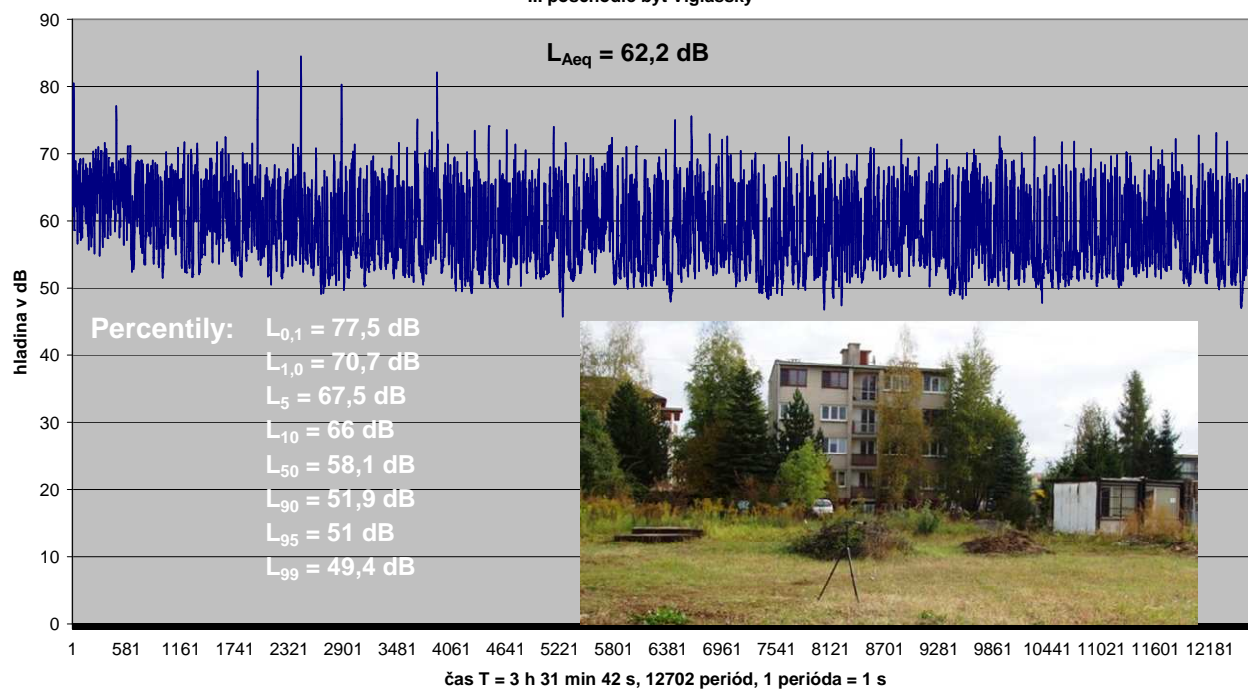 III poschodie byt Viglasský
L_Aeq = 62,2 dB
hladina v dB
90
80
70
60
50
40
30
20
10
0
Percentily:
L_0,1 = 77,5 dB
L_1,0 = 70,7 dB
L_5 = 67,5 dB
L_10 = 66 dB
L_50 = 58,1 dB
L_90 = 51,9 dB
L_95 = 51 dB
L_99 = 49,4 dB
1 581 1161 1741 2321 2901 3481 4061 4641 5221 5801 6381 6961 7541 8121 8701 9281 9861 10441 11021 11601 12181
čas T = 3 h 31 min 42 s, 12702 periód, 1 perióda = 1 s